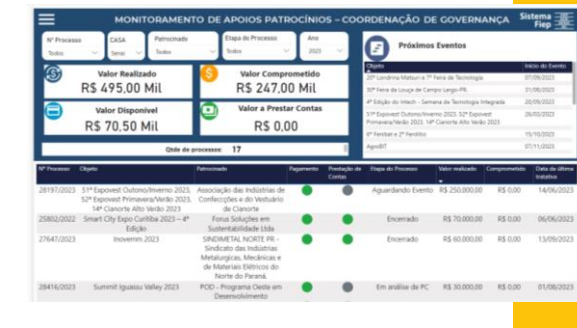 MONITORAMENTO DE APOIOS PATROCÍNIOS – COORDENAÇÃO DE GOVERNANÇA
Sistema
Fiep
Nº Processo
Todos
CASA
Senai
Patrocinado
Todos
Etapa do Processo
Todos
Ano
2023
Valor Realizado
R$ 495,00 Mil
Valor Comprometido
R$ 247,00 Mil
Valor Disponível
R$ 70,50 Mil
Valor a Prestar Contas
R$ 0,00
Qtde de processos: 17
Próximos Eventos
Objeto Início do Evento
20ª Londrina Matsuri e 7ª Feira de Tecnologia 07/09/2023
30ª Feira da Louça de Campo Largo-PR. 31/08/2023
4ª Edição do Intech - Semana de Tecnologia Integrada 20/09/2023
51ª Expovest Outono/Inverno 2023, 52ª Expovest Primavera/Verão 2023, 14ª Cianorte Alto Verão 2023 26/03/2023
6º Festbat e 2º Festilito 15/10/2023
AgroBIT 07/11/2023
Nº Processo Objeto Patrocinado Pagamento Prestação de Contas Etapa do Processo Valor realizado Comprometido Data da última tratativa
28197/2023 51ª Expovest Outono/Inverno 2023, 52ª Expovest Primavera/Verão 2023, 14ª Cianorte Alto Verão 2023 Associação das Indústrias de Confecções e do Vestuário de Cianorte Aguardando Evento R$ 250.000,00 R$ 0,00 14/06/2023
25802/2022 Smart City Expo Curitiba 2023 – 4ª Edição Forus Soluções em Sustentabilidade Ltda Encerrado R$ 70.000,00 R$ 0,00 06/06/2023
27647/2023 Inovemm 2023 SINDIMETAL NORTE PR - Sindicato das Indústrias Metalurgicas, Mecânicas e de Materiais Elétricos do Norte do Paraná. Encerrado R$ 60.000,00 R$ 0,00 13/09/2023
28416/2023 Summit Iguassu Valley 2023 POD - Programa Oeste em Desenvolvimento Em análise de PC R$ 30.000,00 R$ 0,00 01/08/2023